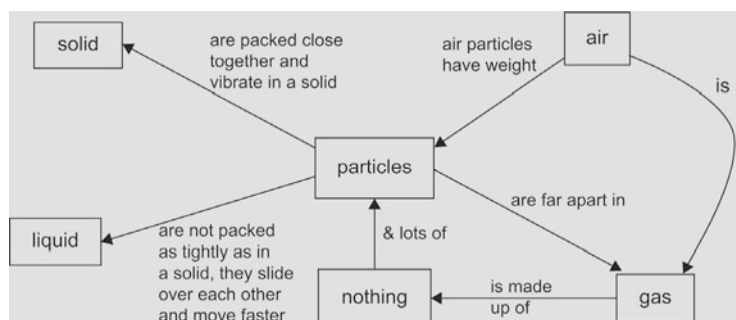 solid
are packed close
together and
vibrate in a solid
air particles
have weight
air
is
particles
are far apart in
liquid
are not packed
as tightly as in
a solid, they slide
over each other
and move faster
& lots of
nothing
is made
up of
gas